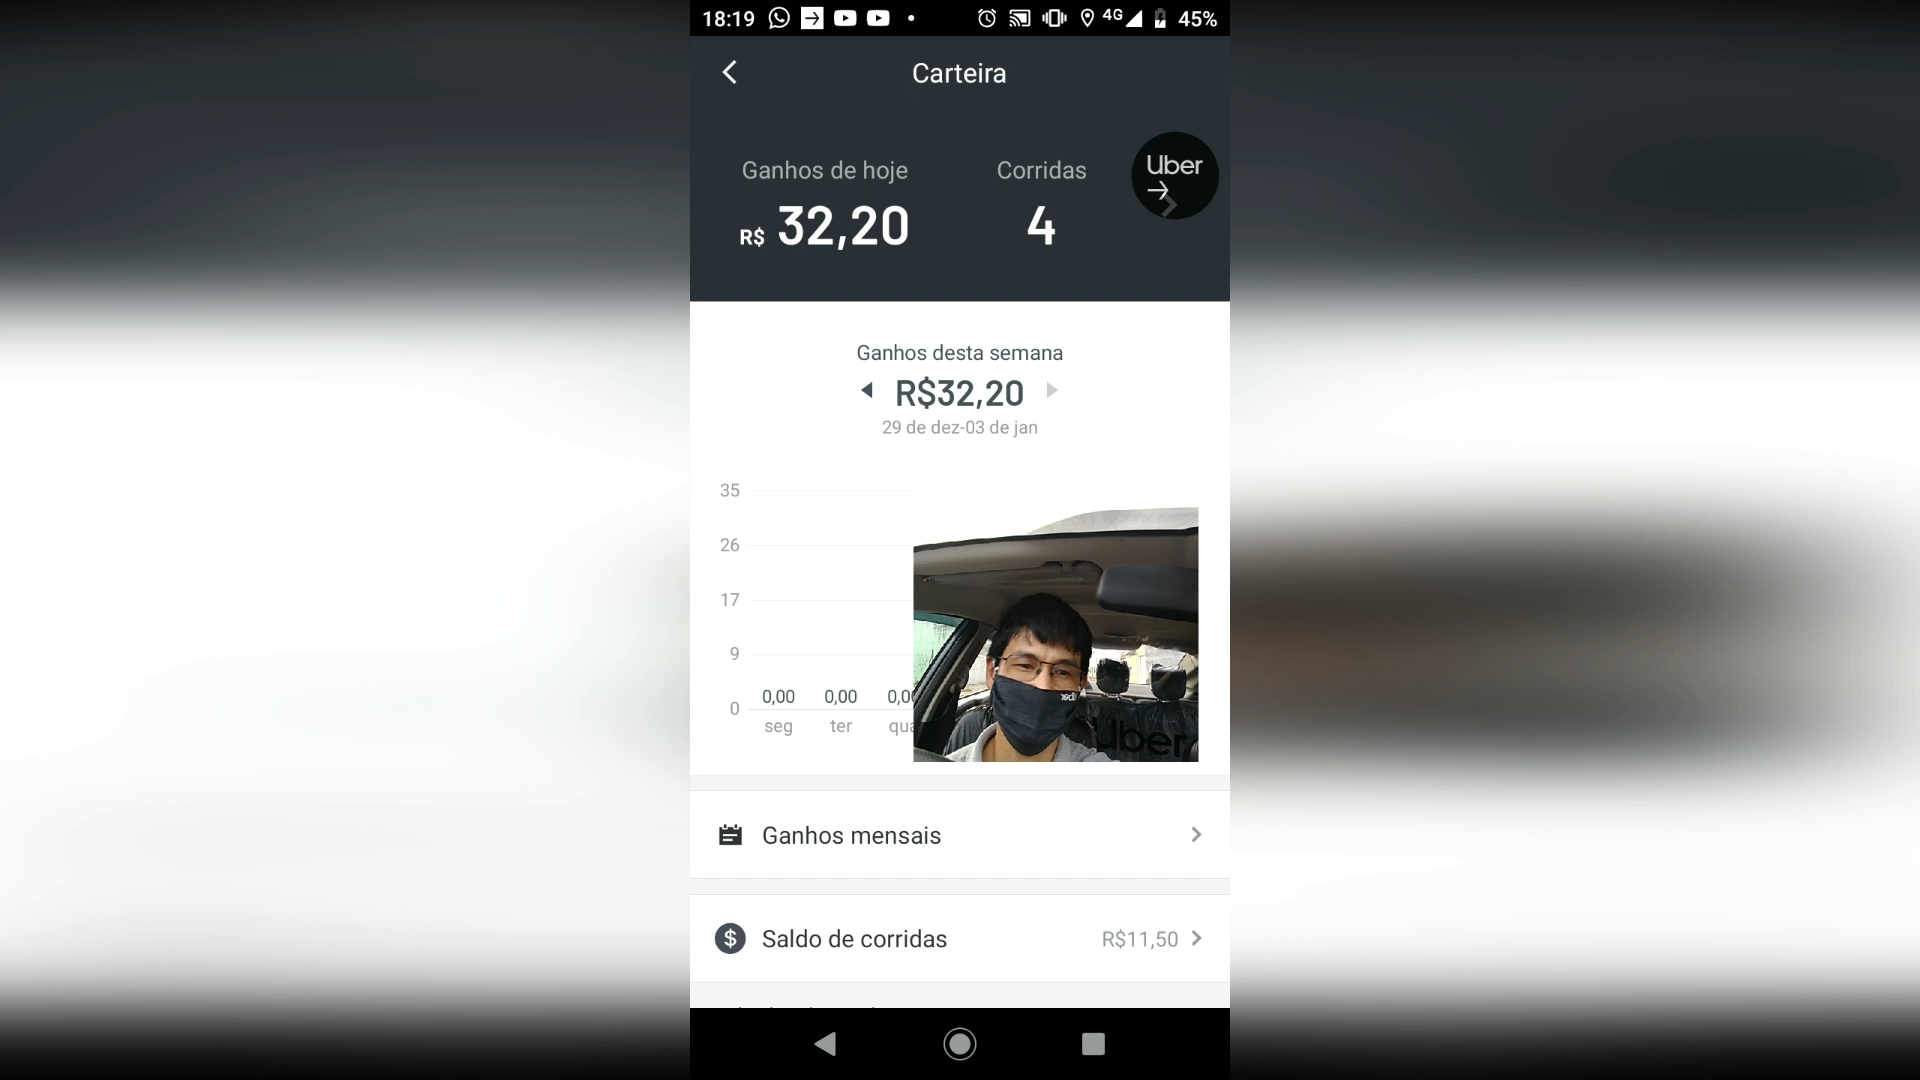 18:19
4G
45%
Carteira
Ganhos de hoje
R$ 32,20
Corridas
4
Uber
Ganhos desta semana
R$32,20
29 de dez-03 de jan
35
26
17
9
0
0,00
0,00
seg
ter
Uber
Uber
Ganhos mensais
Saldo de corridas
R$11,50